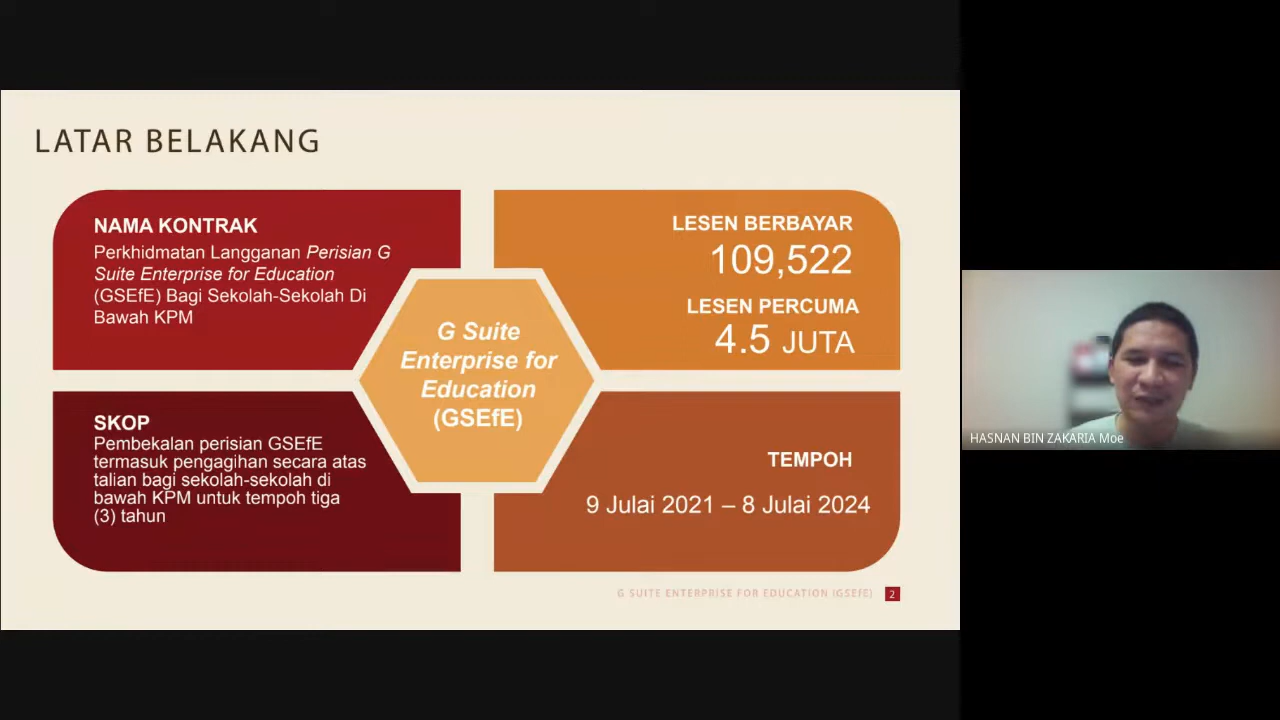 LATAR BELAKANG
NAMA KONTRAK
Perkhidmatan Langganan Perisian G
Suite Enterprise for Education
(GSEfE) Bagi Sekolah-Sekolah Di
Bawah KPM
LESEN BERBAYAR
109,522
LESEN PERCUMA
4.5 JUTA
G Suite
Enterprise for
Education
(GSEfE)
SKOP
Pembekalan perisian GSEfE
termasuk pengagihan secara atas
talian bagi sekolah-sekolah di
bawah KPM untuk tempoh tiga
(3) tahun
TEMPOH
9 Julai 2021 – 8 Julai 2024
G SUITE ENTERPRISE FOR EDUCATION (GSEfE) 2
HASNAN BIN ZAKARIA Moe